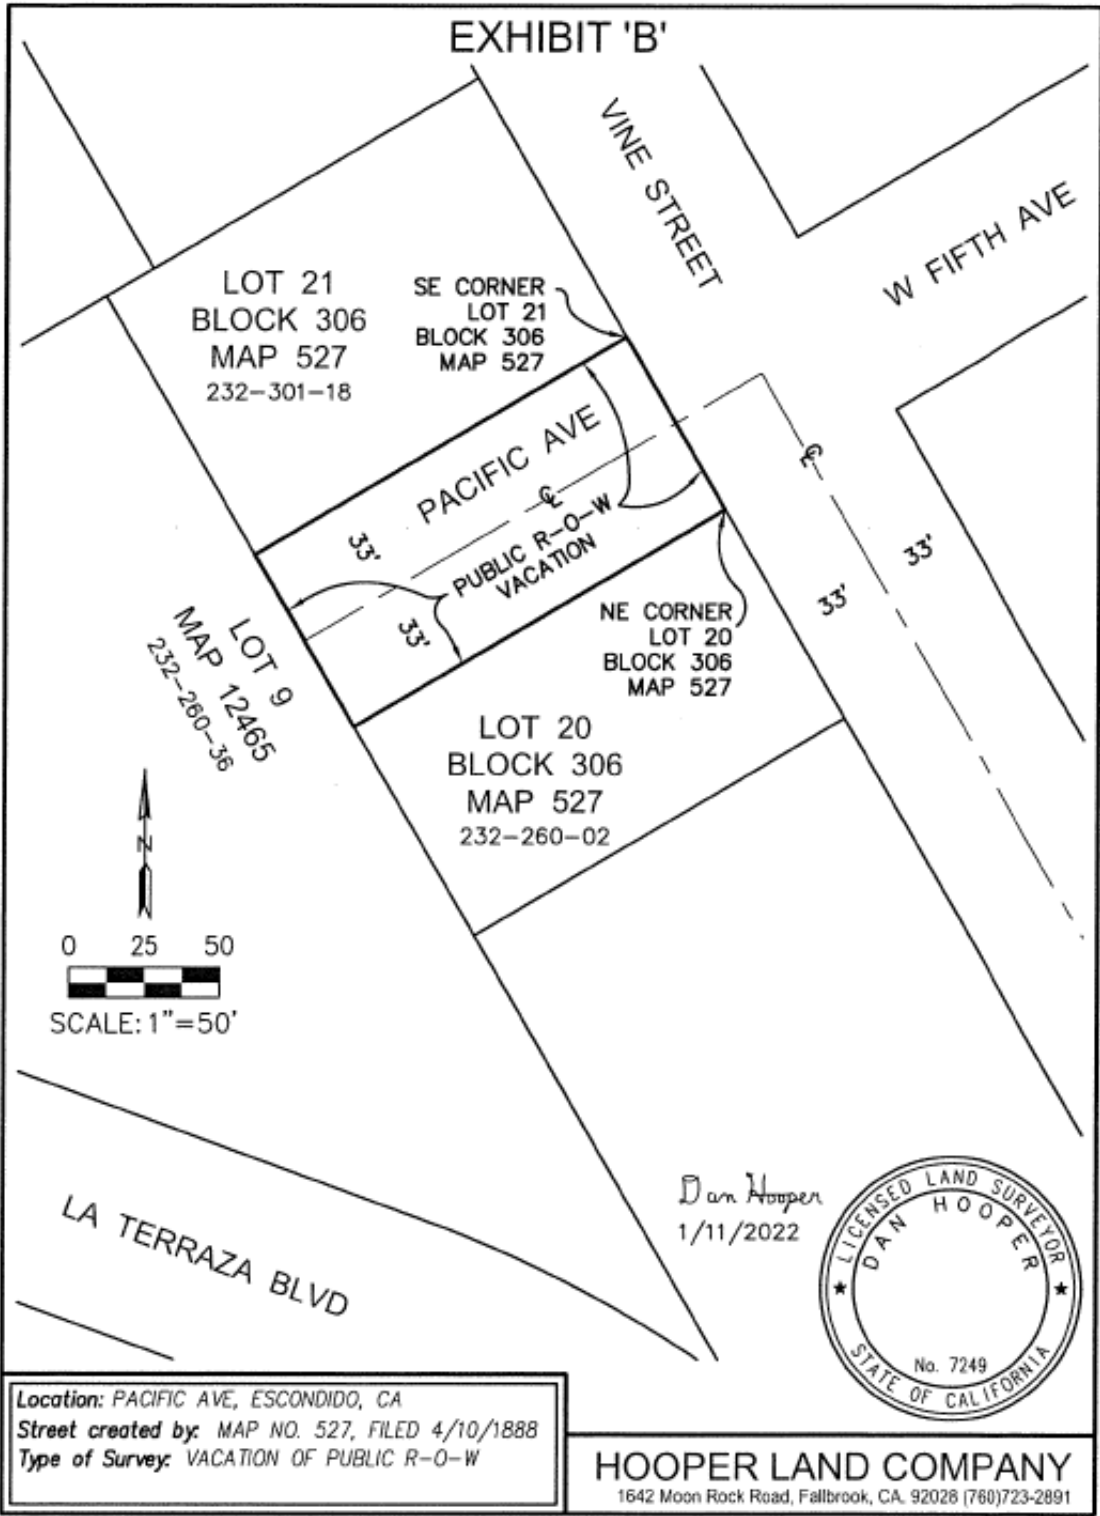 EXHIBIT 'B'
VINE STREET
W FIFTH AVE
LOT 21
BLOCK 306
MAP 527
232-301-18
SE CORNER
LOT 21
BLOCK 306
MAP 527
PACIFIC AVE
℄
℄
33'
PUBLIC R-O-W
VACATION
33'
33'
33'
NE CORNER
LOT 20
BLOCK 306
MAP 527
LOT 9
MAP 12465
232-260-36
LOT 20
BLOCK 306
MAP 527
232-260-02
N
0 25 50
SCALE: 1"=50'
LA TERRAZA BLVD
Dan Hooper
1/11/2022
LICENSED LAND SURVEYOR
DAN HOOPER
No. 7249
STATE OF CALIFORNIA
Location: PACIFIC AVE, ESCONDIDO, CA
Street created by: MAP NO. 527, FILED 4/10/1888
Type of Survey: VACATION OF PUBLIC R-O-W
HOOPER LAND COMPANY
1642 Moon Rock Road, Fallbrook, CA. 92028 (760)723-2891